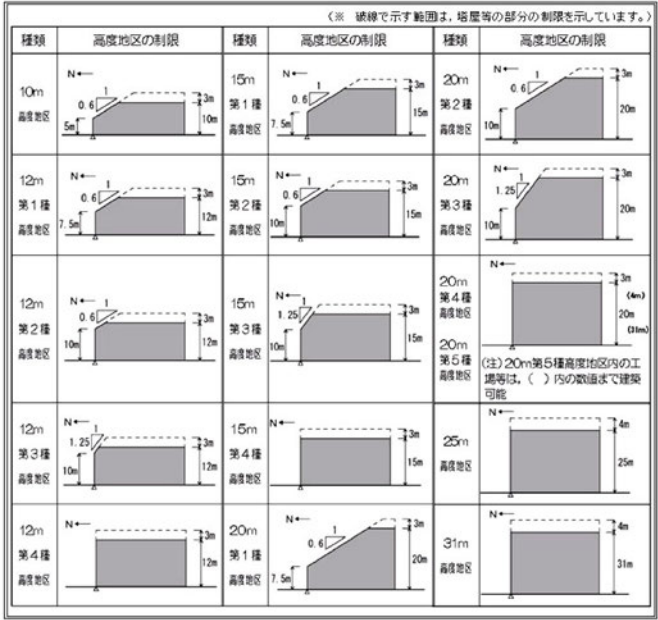 （※ 破線で示す範囲は，塔屋等の部分の制限を示しています。）
種類 高度地区の制限 種類 高度地区の制限 種類 高度地区の制限
10m
高度地区
N
1
0.6
3m
10m
5m
15m
第1種
高度地区
N
1
0.6
3m
15m
7.5m
20m
第2種
高度地区
N
1
0.6
3m
20m
10m
12m
第1種
高度地区
N
1
0.6
3m
12m
7.5m
15m
第2種
高度地区
N
1
0.6
3m
15m
10m
20m
第3種
高度地区
N
1
1.25
3m
20m
10m
12m
第2種
高度地区
N
1
0.6
3m
12m
10m
15m
第3種
高度地区
N
1
1.25
3m
15m
10m
20m
第4種
高度地区
20m
第5種
高度地区
N
3m
(4m)
20m
(31m)
(注)20m第5種高度地区内の工
場等は，（ ）内の数値まで建築
可能
12m
第3種
高度地区
N
1
1.25
3m
12m
10m
15m
第4種
高度地区
N
3m
15m
25m
高度地区
N
4m
25m
12m
第4種
高度地区
N
3m
12m
20m
第1種
高度地区
N
1
0.6
3m
20m
7.5m
31m
高度地区
N
4m
31m